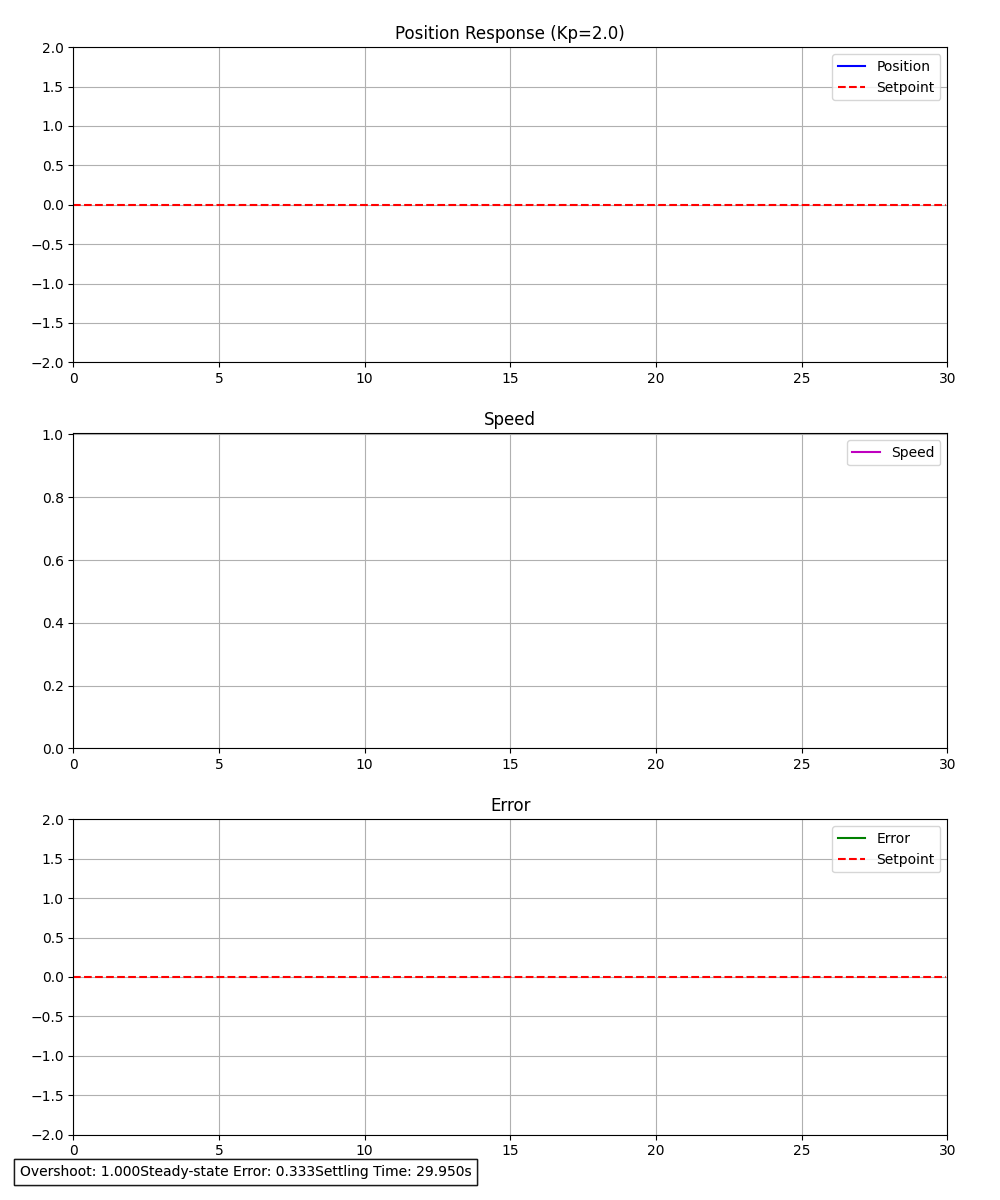 Position Response (Kp=2.0)
2.0
1.5
1.0
0.5
0.0
−0.5
−1.0
−1.5
−2.0
0 5 10 15 20 25 30
Position
Setpoint
Speed
1.0
0.8
0.6
0.4
0.2
0.0
0 5 10 15 20 25 30
Speed
Error
2.0
1.5
1.0
0.5
0.0
−0.5
−1.0
−1.5
−2.0
0 5 10 15 20 25 30
Error
Setpoint
Overshoot: 1.000Steady-state Error: 0.333Settling Time: 29.950s